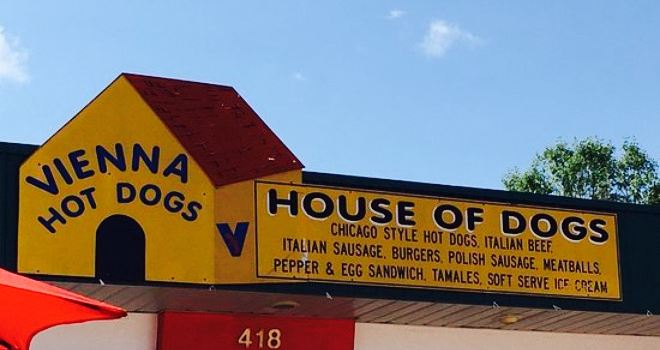 VIENNA
HOT DOGS
V
HOUSE OF DOGS
CHICAGO STYLE HOT DOGS, ITALIAN BEEF,
ITALIAN SAUSAGE, BURGERS, POLISH SAUSAGE, MEATBALLS,
PEPPER & EGG SANDWICH, TAMALES, SOFT SERVE ICE CREAM
418